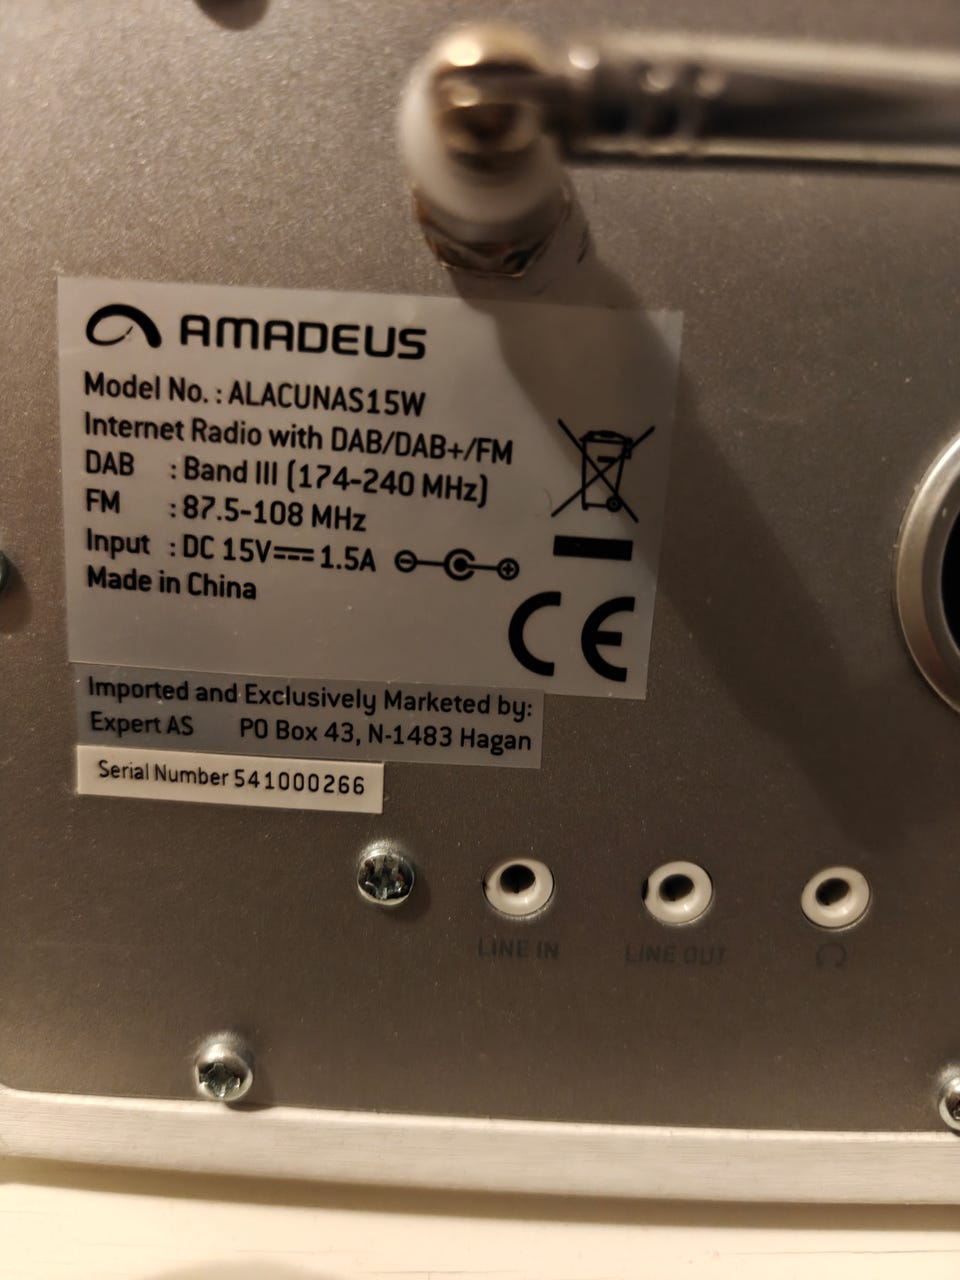 AMADEUS
Model No. : ALACUNAS15W
Internet Radio with DAB/DAB+/FM
DAB : Band III (174-240 MHz)
FM : 87.5-108 MHz
Input : DC 15V⎓1.5A
Made in China
CE
Imported and Exclusively Marketed by:
Expert AS PO Box 43, N-1483 Hagan
Serial Number 541000266
LINE IN LINE OUT